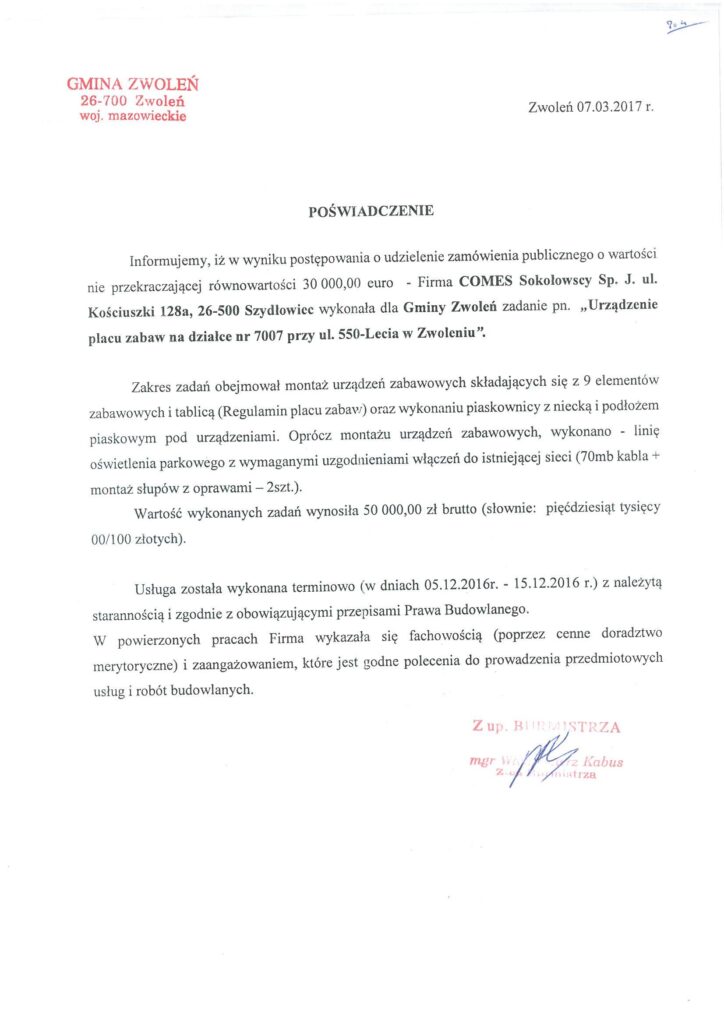 GMINA ZWOLEŃ
26-700 Zwoleń
woj. mazowieckie
Zwoleń 07.03.2017 r.
POŚWIADCZENIE
Informujemy, iż w wyniku postępowania o udzielenie zamówienia publicznego o wartości
nie przekraczającej równowartości 30 000,00 euro - Firma COMES Sokołowscy Sp. J. ul.
Kościuszki 128a, 26-500 Szydłowiec wykonała dla Gminy Zwoleń zadanie pn. „Urządzenie
placu zabaw na działce nr 7007 przy ul. 550-Lecia w Zwoleniu”.
Zakres zadań obejmował montaż urządzeń zabawowych składających się z 9 elementów
zabawowych i tablicą (Regulamin placu zabaw) oraz wykonaniu piaskownicy z niecką i podłożem
piaskowym pod urządzeniami. Oprócz montażu urządzeń zabawowych, wykonano - linię
oświetlenia parkowego z wymaganymi uzgodnieniami włączeń do istniejącej sieci (70mb kabla +
montaż słupów z oprawami – 2szt.).
Wartość wykonanych zadań wynosiła 50 000,00 zł brutto (słownie: pięćdziesiąt tysięcy
00/100 złotych).
Usługa została wykonana terminowo (w dniach 05.12.2016r. - 15.12.2016 r.) z należytą
starannością i zgodnie z obowiązującymi przepisami Prawa Budowlanego.
W powierzonych pracach Firma wykazała się fachowością (poprzez cenne doradztwo
merytoryczne) i zaangażowaniem, które jest godne polecenia do prowadzenia przedmiotowych
usług i robót budowlanych.
Z up. BURMISTRZA
mgr Kabus